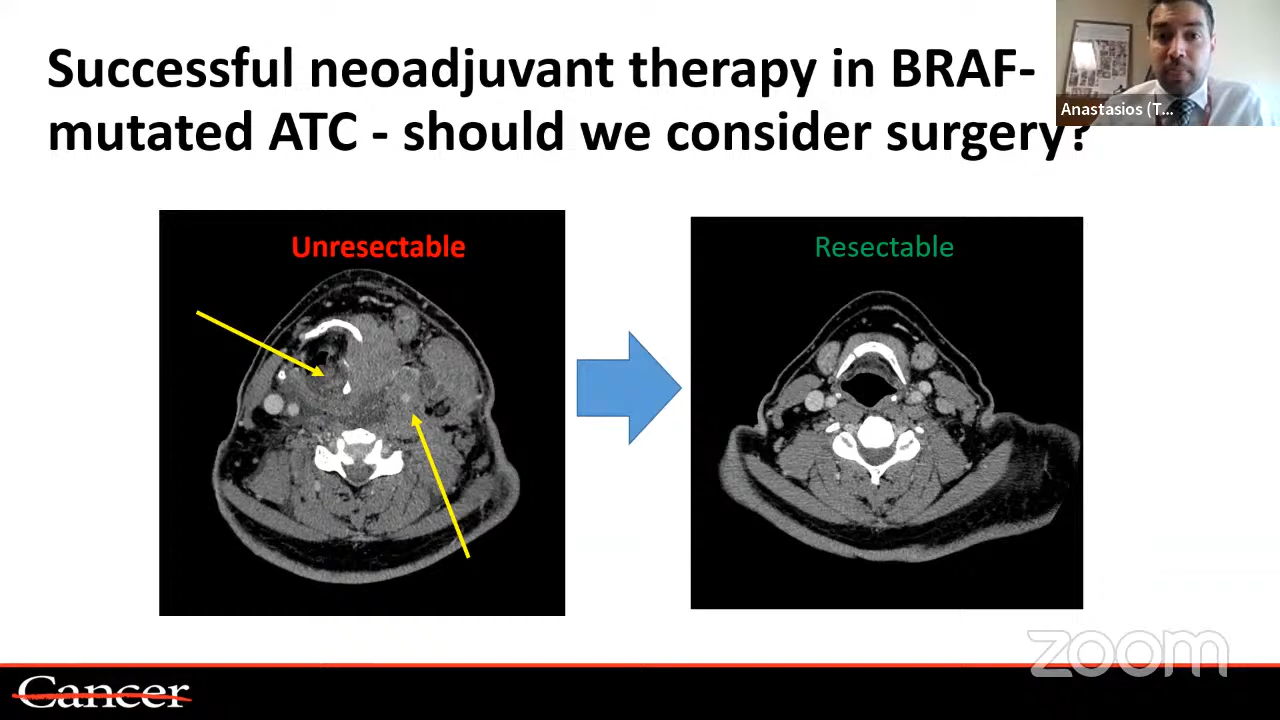 Successful neoadjuvant therapy in BRAF-
mutated ATC - should we consider surgery?
Anastasios (T...
Unresectable
Resectable
zoom
Cancer